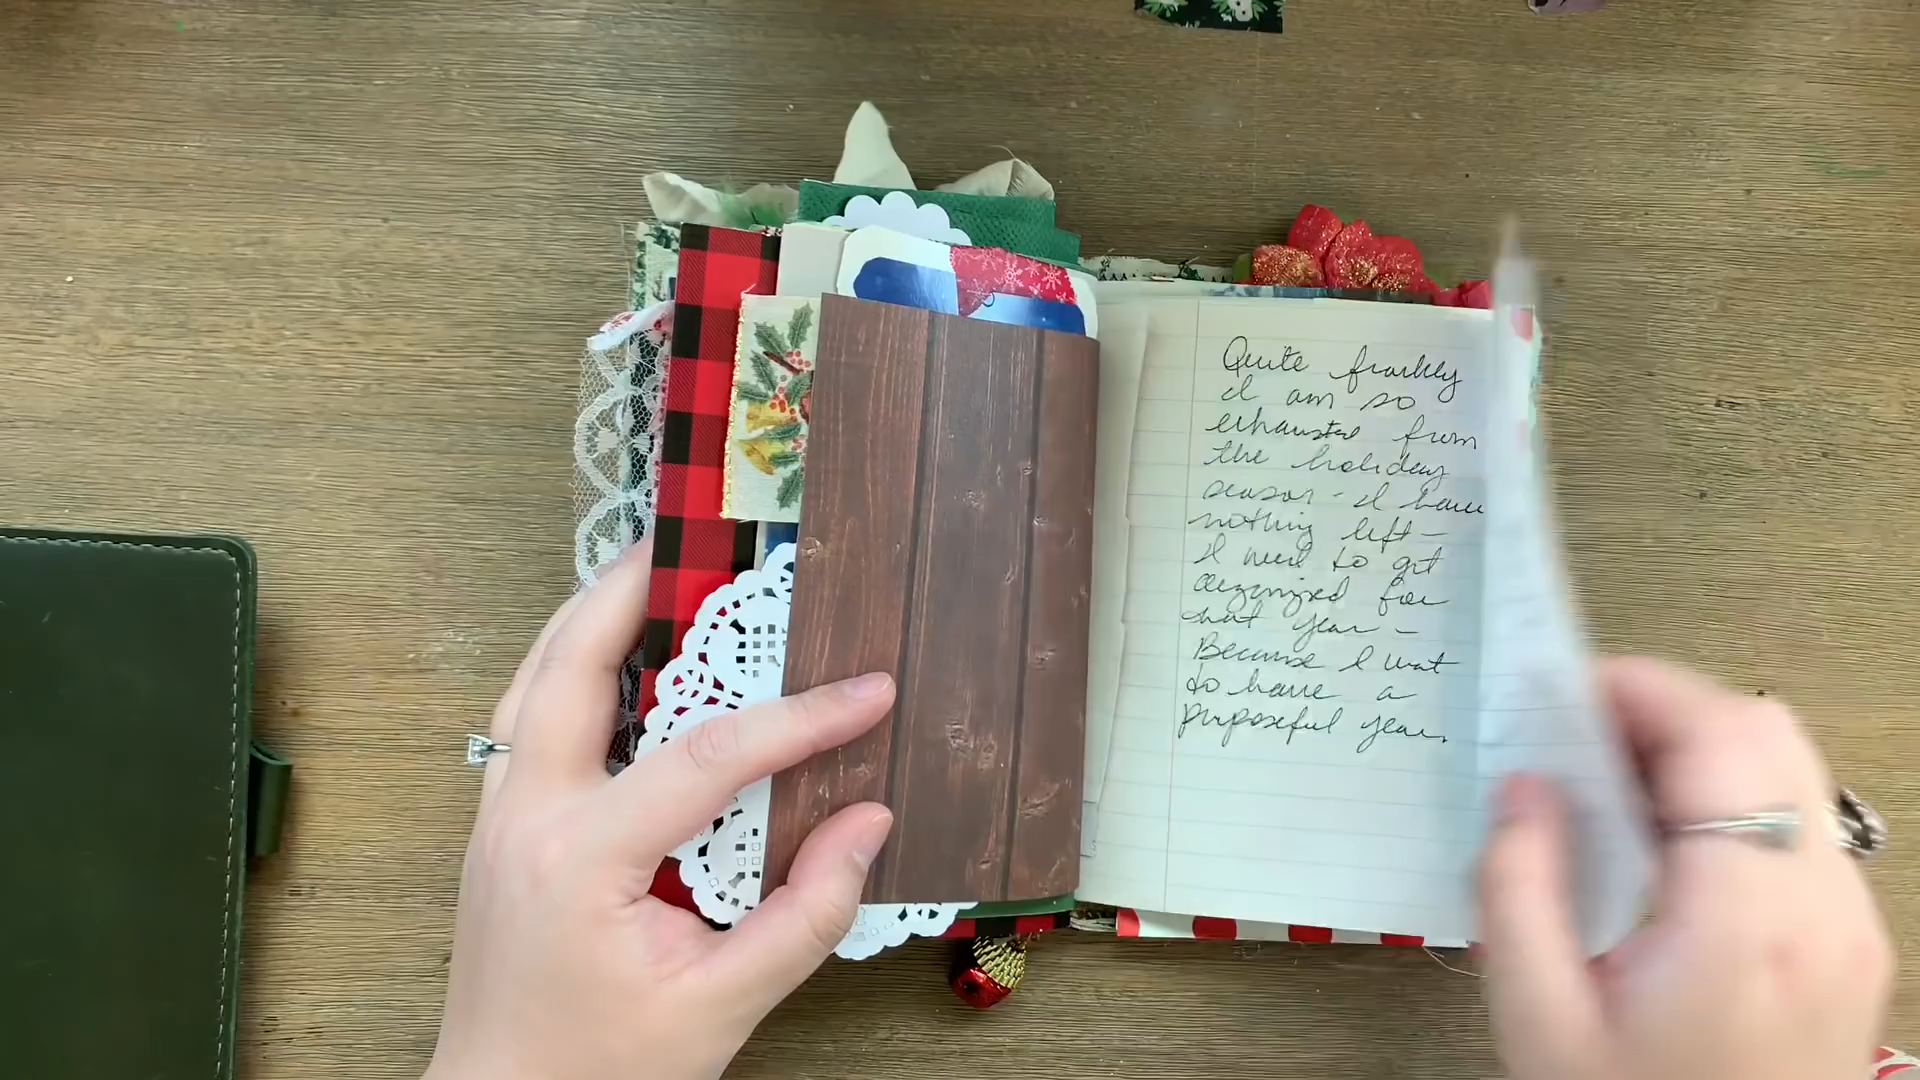 Quite frankly
I am so
exhausted from
the holiday
season - I have
nothing left -
I need to get
organized for
next year -
Because I want
to have a
purposeful year.